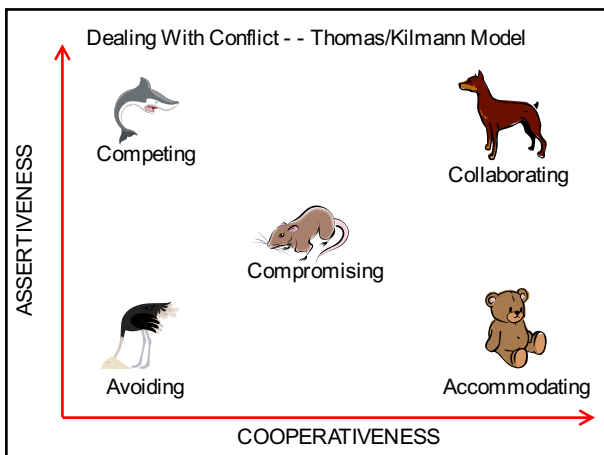 Dealing With Conflict - - Thomas/Kilmann Model
ASSERTIVENESS
Competing
Collaborating
Compromising
Avoiding
Accommodating
COOPERATIVENESS